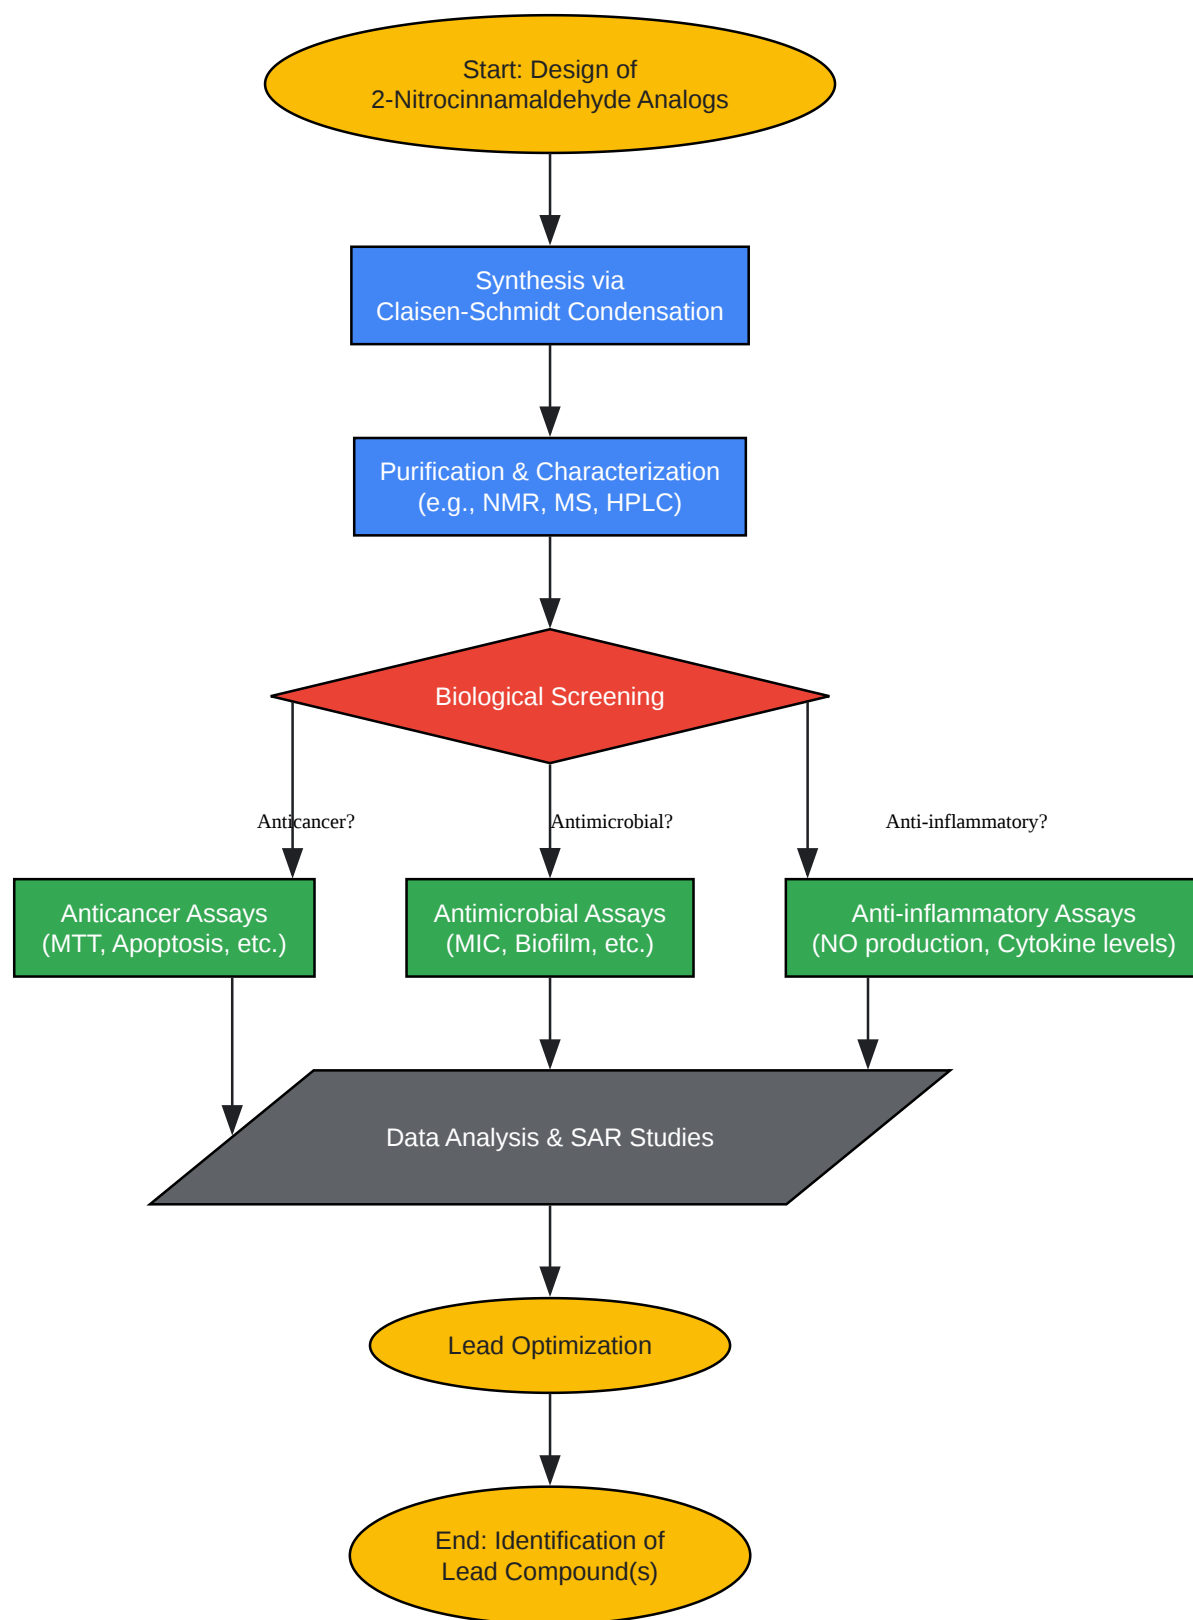 Start: Design of
2-Nitrocinnamaldehyde Analogs
Synthesis via
Claisen-Schmidt Condensation
Purification & Characterization
(e.g., NMR, MS, HPLC)
Biological Screening
Anticancer?
Antimicrobial?
Anti-inflammatory?
Anticancer Assays
(MTT, Apoptosis, etc.)
Antimicrobial Assays
(MIC, Biofilm, etc.)
Anti-inflammatory Assays
(NO production, Cytokine levels)
Data Analysis & SAR Studies
Lead Optimization
End: Identification of
Lead Compound(s)